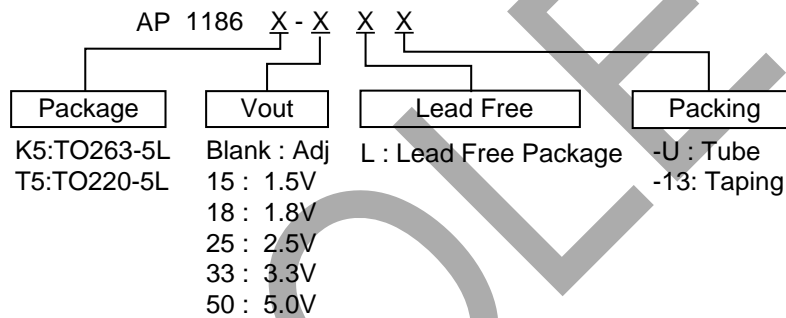 AP 1186 X - X X X
Package Vout Lead Free Packing
K5:TO263-5L Blank : Adj L : Lead Free Package -U : Tube
T5:TO220-5L 15 : 1.5V -13: Taping
18 : 1.8V
25 : 2.5V
33 : 3.3V
50 : 5.0V
OLE